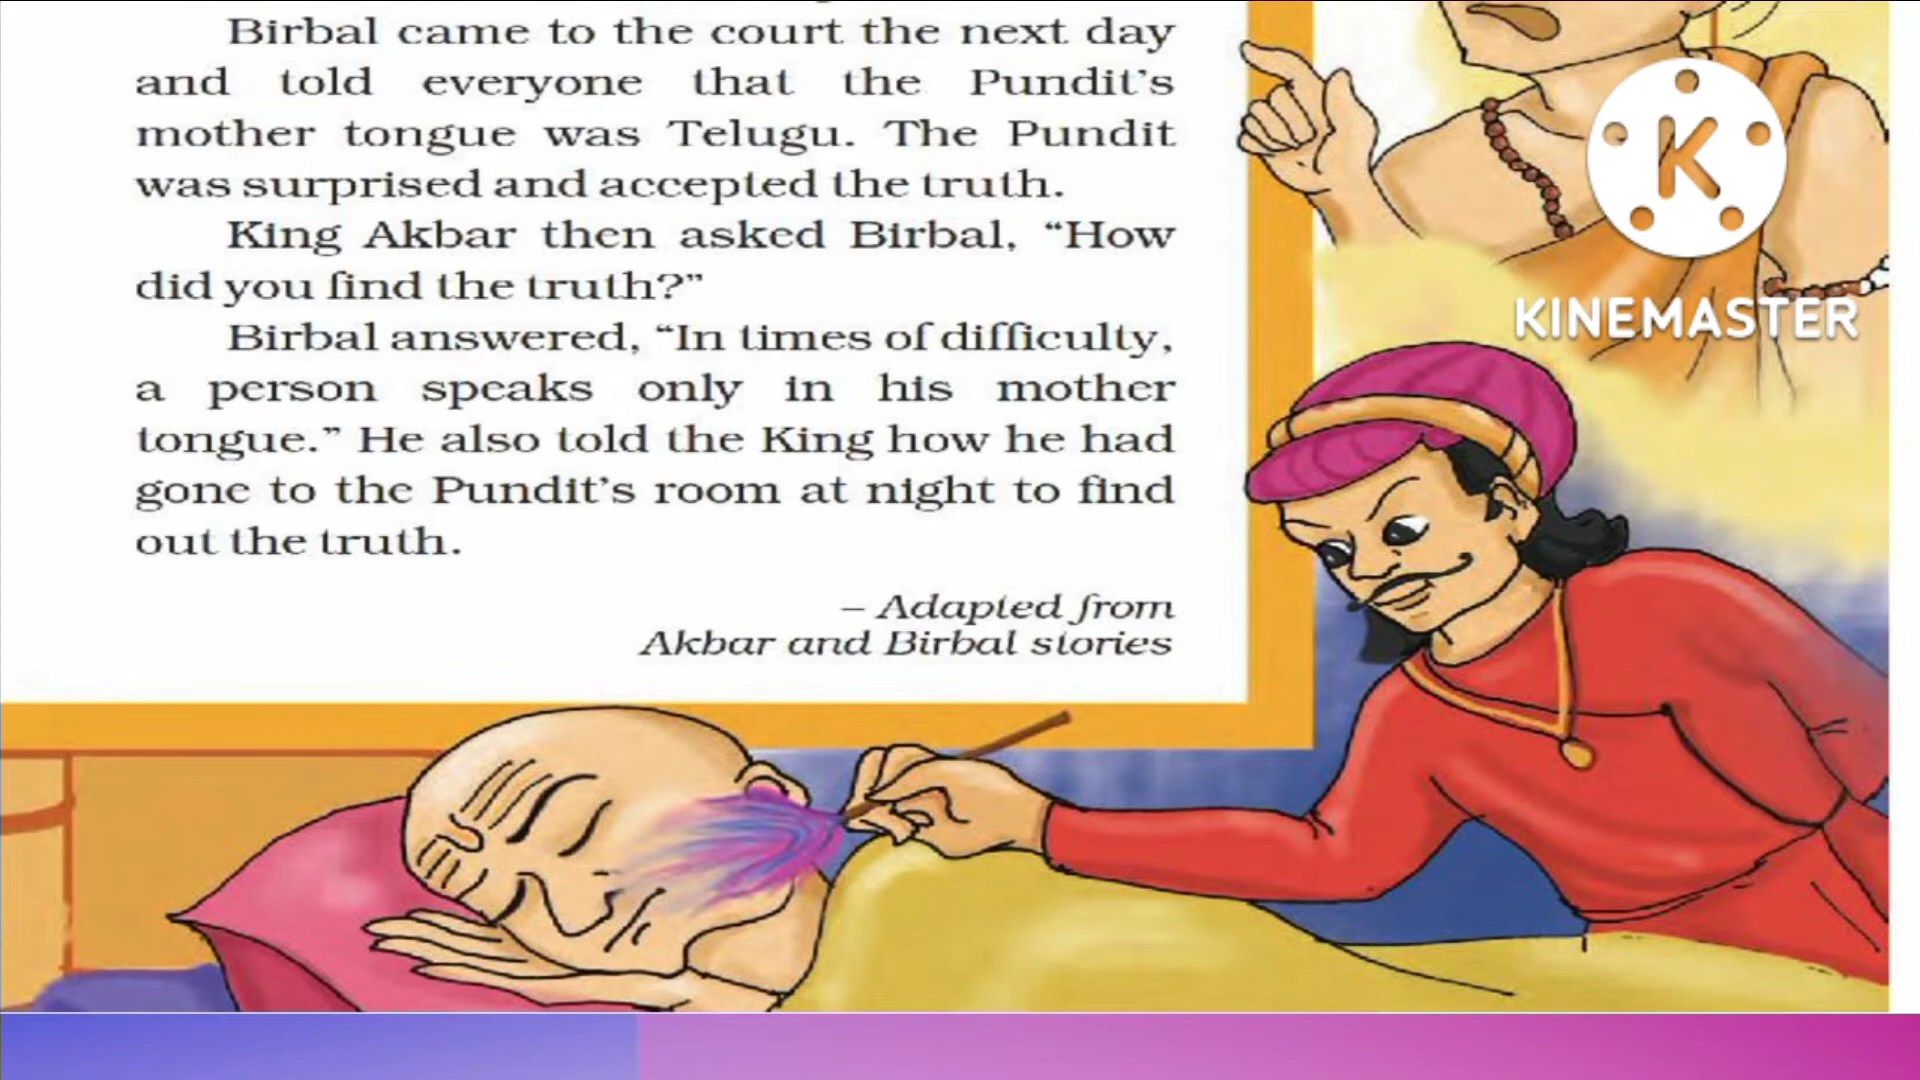 Birbal came to the court the next day
and told everyone that the Pundit's
mother tongue was Telugu. The Pundit
was surprised and accepted the truth.
King Akbar then asked Birbal, “How
did you find the truth?”
Birbal answered, “In times of difficulty,
a person speaks only in his mother
tongue.” He also told the King how he had
gone to the Pundit's room at night to find
out the truth.
– Adapted from
Akbar and Birbal stories
K
KINEMASTER